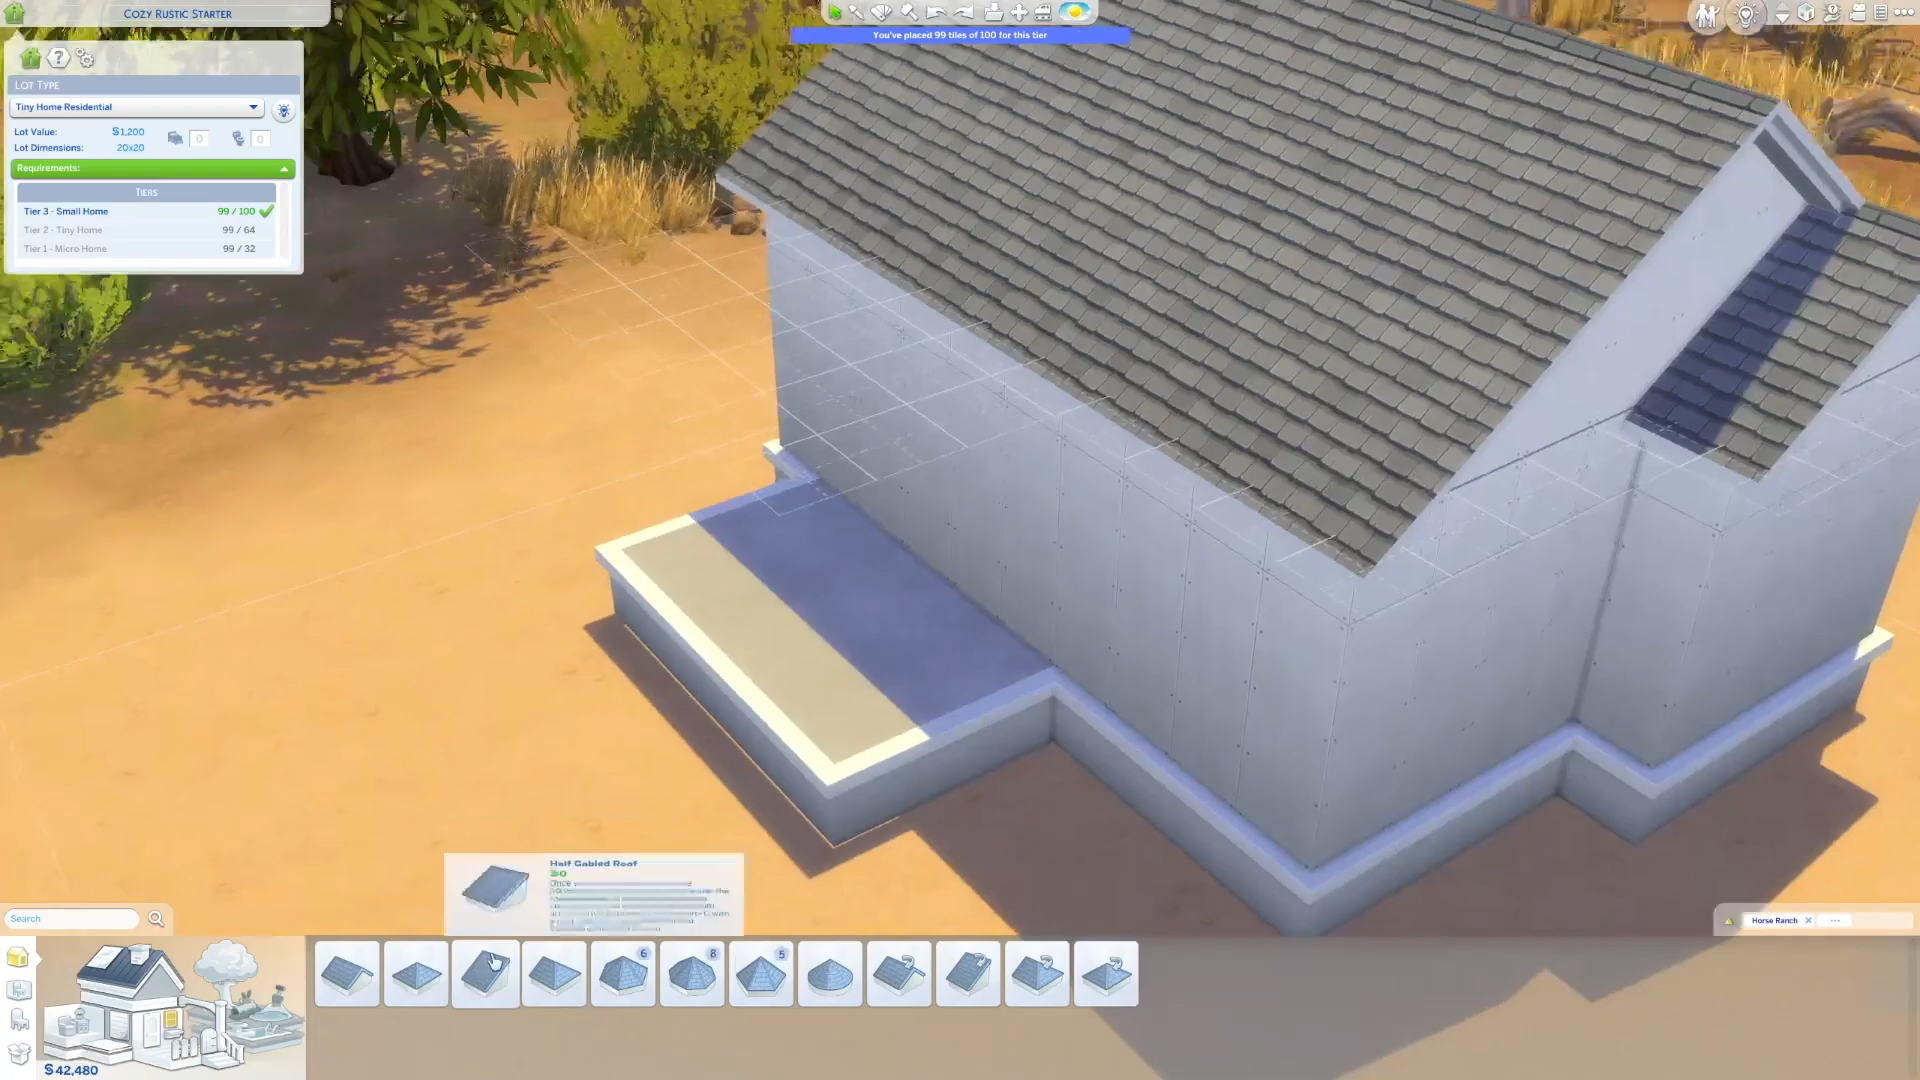 Cozy Rustic Starter
You've placed 99 tiles of 100 for this tier
Lot Type
Tiny Home Residential
Lot Value: $1,200 0 0
Lot Dimensions: 20x20
Requirements:
Tiers
Tier 3 - Small Home 99 / 100
Tier 2 - Tiny Home 99 / 64
Tier 1 - Micro Home 99 / 32
Half Gabled Roof
Search
Horse Ranch ...
6 8 5
$42,480